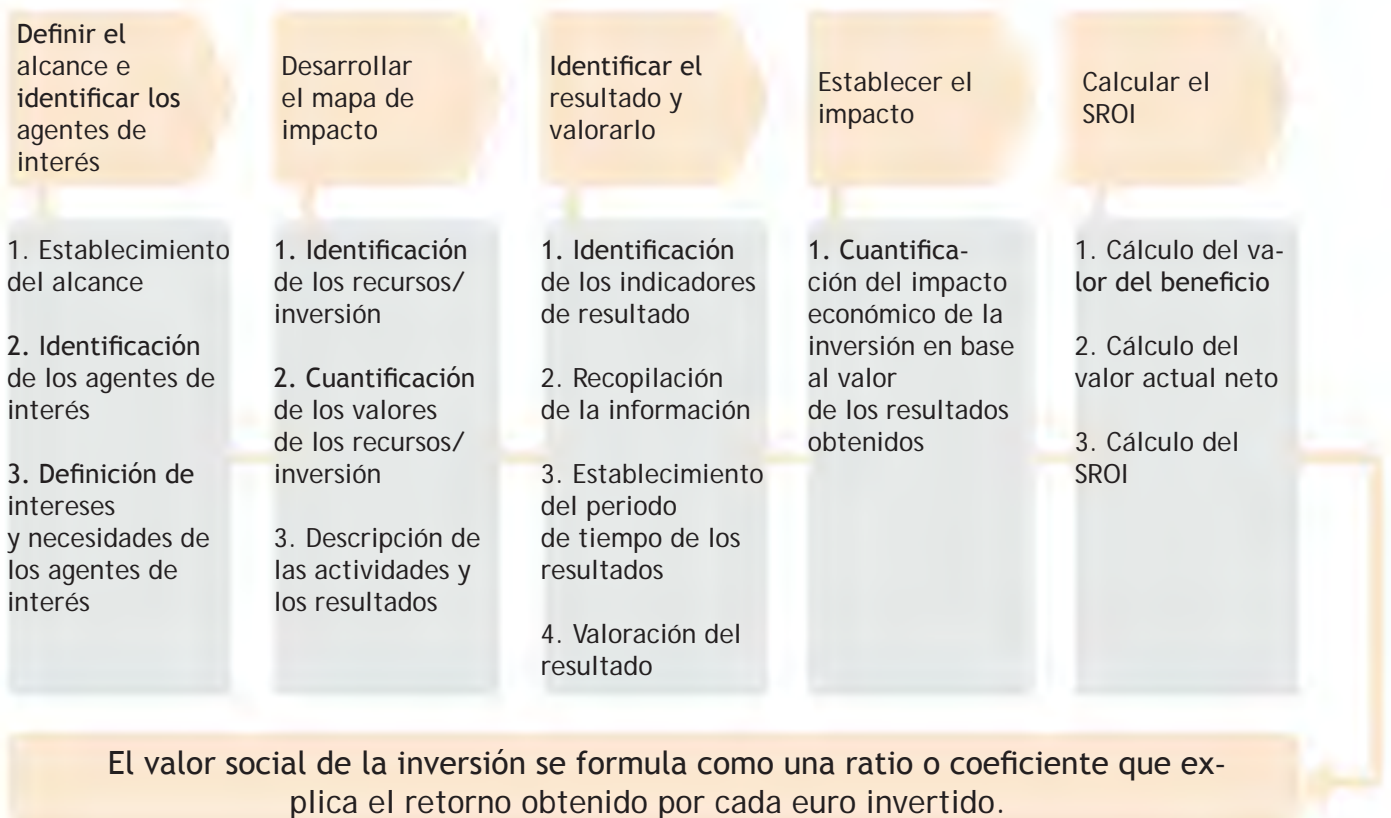 Definir el
alcance e
identificar los
agentes de
interés
Desarrollar
el mapa de
impacto
Identificar el
resultado y
valorarlo
Establecer el
impacto
Calcular el
SROI
1. Establecimiento
del alcance
2. Identificación
de los agentes de
interés
3. Definición de
intereses
y necesidades de
los agentes de
interés
1. Identificación
de los recursos/
inversión
2. Cuantificación
de los valores
de los recursos/
inversión
3. Descripción de
las actividades y
los resultados
1. Identificación
de los indicadores
de resultado
2. Recopilación
de la información
3. Establecimiento
del periodo
de tiempo de los
resultados
4. Valoración del
resultado
1. Cuantifica-
ción del impacto
económico de la
inversión en base
al valor
de los resultados
obtenidos
1. Cálculo del va-
lor del beneficio
2. Cálculo del
valor actual neto
3. Cálculo del
SROI
El valor social de la inversión se formula como una ratio o coeficiente que ex-
plica el retorno obtenido por cada euro invertido.